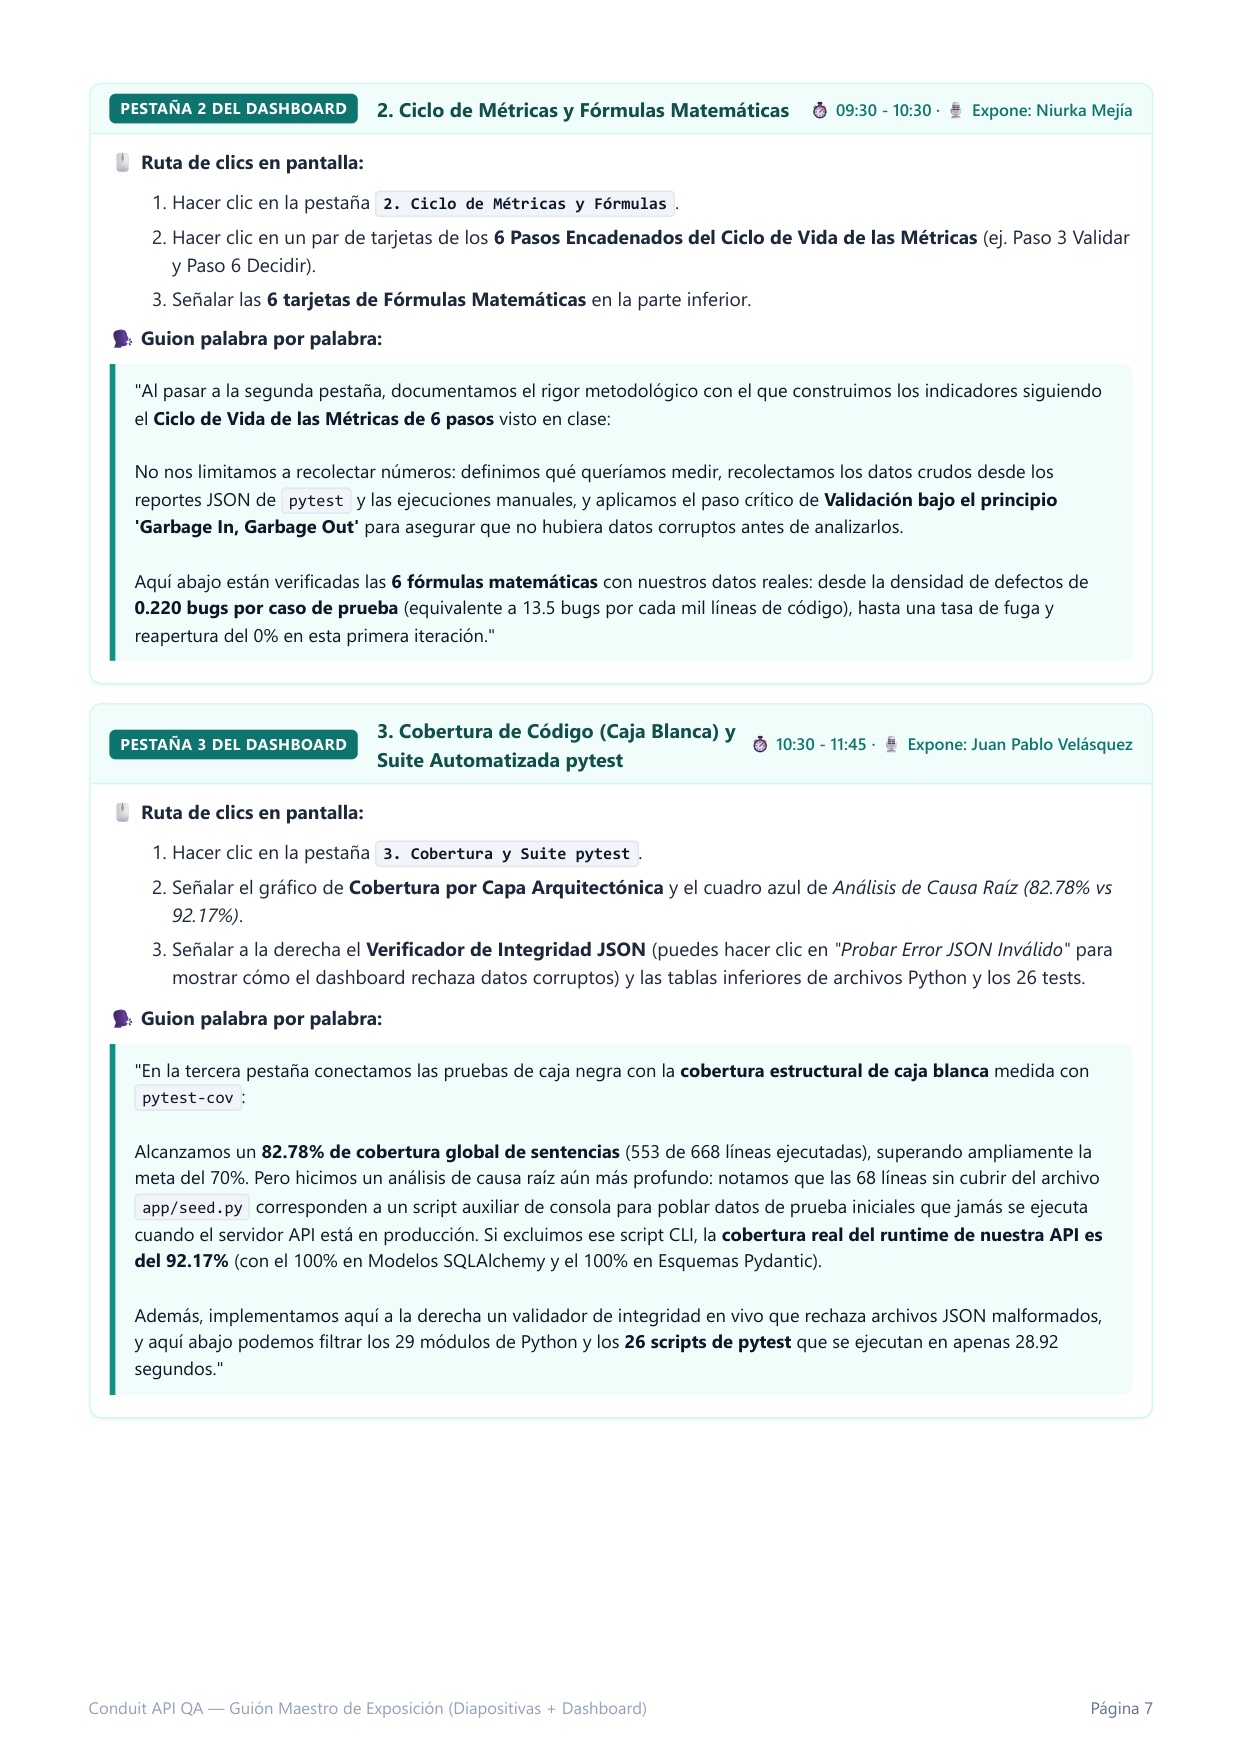 PESTAÑA 2 DEL DASHBOARD 2. Ciclo de Métricas y Fórmulas Matemáticas ⏱ 09:30 - 10:30 · 🎙 Expone: Niurka Mejía
🖱 Ruta de clics en pantalla:
1. Hacer clic en la pestaña 2. Ciclo de Métricas y Fórmulas.
2. Hacer clic en un par de tarjetas de los 6 Pasos Encadenados del Ciclo de Vida de las Métricas (ej. Paso 3 Validar
y Paso 6 Decidir).
3. Señalar las 6 tarjetas de Fórmulas Matemáticas en la parte inferior.
🗣 Guion palabra por palabra:
"Al pasar a la segunda pestaña, documentamos el rigor metodológico con el que construimos los indicadores siguiendo
el Ciclo de Vida de las Métricas de 6 pasos visto en clase:
No nos limitamos a recolectar números: definimos qué queríamos medir, recolectamos los datos crudos desde los
reportes JSON de pytest y las ejecuciones manuales, y aplicamos el paso crítico de Validación bajo el principio
'Garbage In, Garbage Out' para asegurar que no hubiera datos corruptos antes de analizarlos.
Aquí abajo están verificadas las 6 fórmulas matemáticas con nuestros datos reales: desde la densidad de defectos de
0.220 bugs por caso de prueba (equivalente a 13.5 bugs por cada mil líneas de código), hasta una tasa de fuga y
reapertura del 0% en esta primera iteración."
PESTAÑA 3 DEL DASHBOARD 3. Cobertura de Código (Caja Blanca) y
Suite Automatizada pytest ⏱ 10:30 - 11:45 · 🎙 Expone: Juan Pablo Velásquez
🖱 Ruta de clics en pantalla:
1. Hacer clic en la pestaña 3. Cobertura y Suite pytest.
2. Señalar el gráfico de Cobertura por Capa Arquitectónica y el cuadro azul de Análisis de Causa Raíz (82.78% vs
92.17%).
3. Señalar a la derecha el Verificador de Integridad JSON (puedes hacer clic en "Probar Error JSON Inválido" para
mostrar cómo el dashboard rechaza datos corruptos) y las tablas inferiores de archivos Python y los 26 tests.
🗣 Guion palabra por palabra:
"En la tercera pestaña conectamos las pruebas de caja negra con la cobertura estructural de caja blanca medida con
pytest-cov:
Alcanzamos un 82.78% de cobertura global de sentencias (553 de 668 líneas ejecutadas), superando ampliamente la
meta del 70%. Pero hicimos un análisis de causa raíz aún más profundo: notamos que las 68 líneas sin cubrir del archivo
app/seed.py corresponden a un script auxiliar de consola para poblar datos de prueba iniciales que jamás se ejecuta
cuando el servidor API está en producción. Si excluimos ese script CLI, la cobertura real del runtime de nuestra API es
del 92.17% (con el 100% en Modelos SQLAlchemy y el 100% en Esquemas Pydantic).
Además, implementamos aquí a la derecha un validador de integridad en vivo que rechaza archivos JSON malformados,
y aquí abajo podemos filtrar los 29 módulos de Python y los 26 scripts de pytest que se ejecutan en apenas 28.92
segundos."
Conduit API QA — Guión Maestro de Exposición (Diapositivas + Dashboard) Página 7